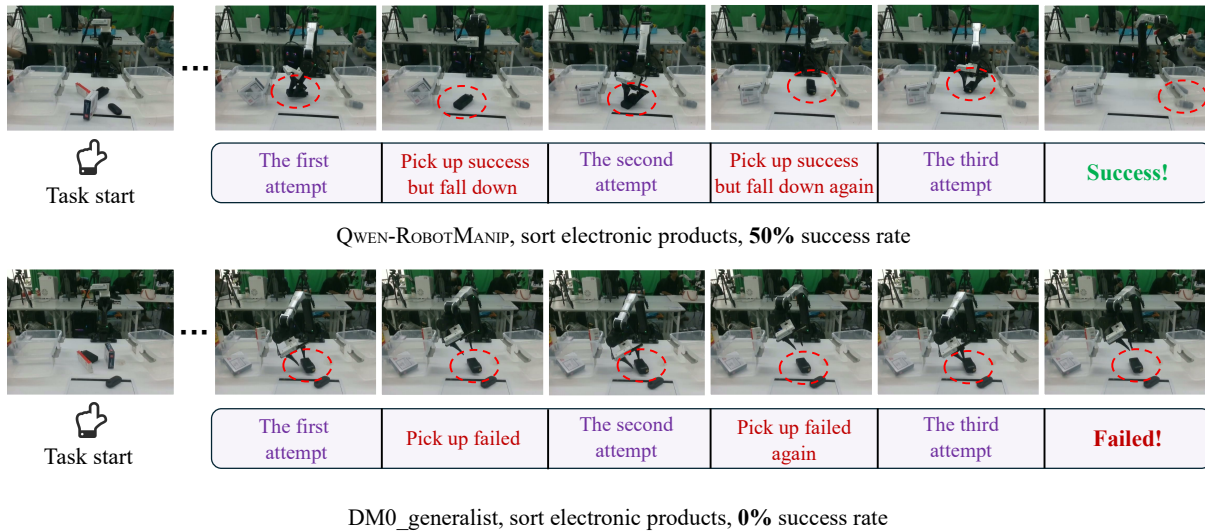 ...
Task start
The first attempt
Pick up success but fall down
The second attempt
Pick up success but fall down again
The third attempt
Success!
QWEN-ROBOTMANIP, sort electronic products, 50% success rate
...
Task start
The first attempt
Pick up failed
The second attempt
Pick up failed again
The third attempt
Failed!
DM0_generalist, sort electronic products, 0% success rate